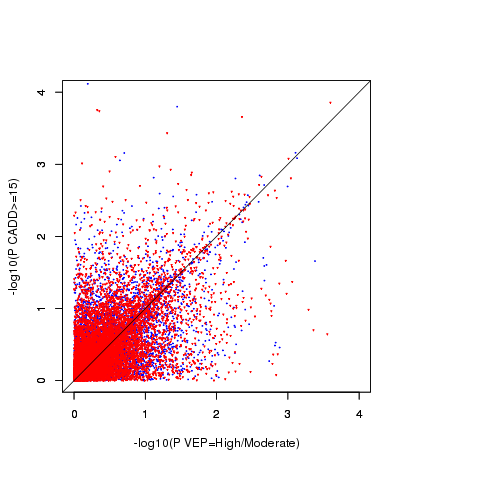 4
3
2
1
0
-log10(P CADD>=15)
0 1 2 3 4
-log10(P VEP=High/Moderate)